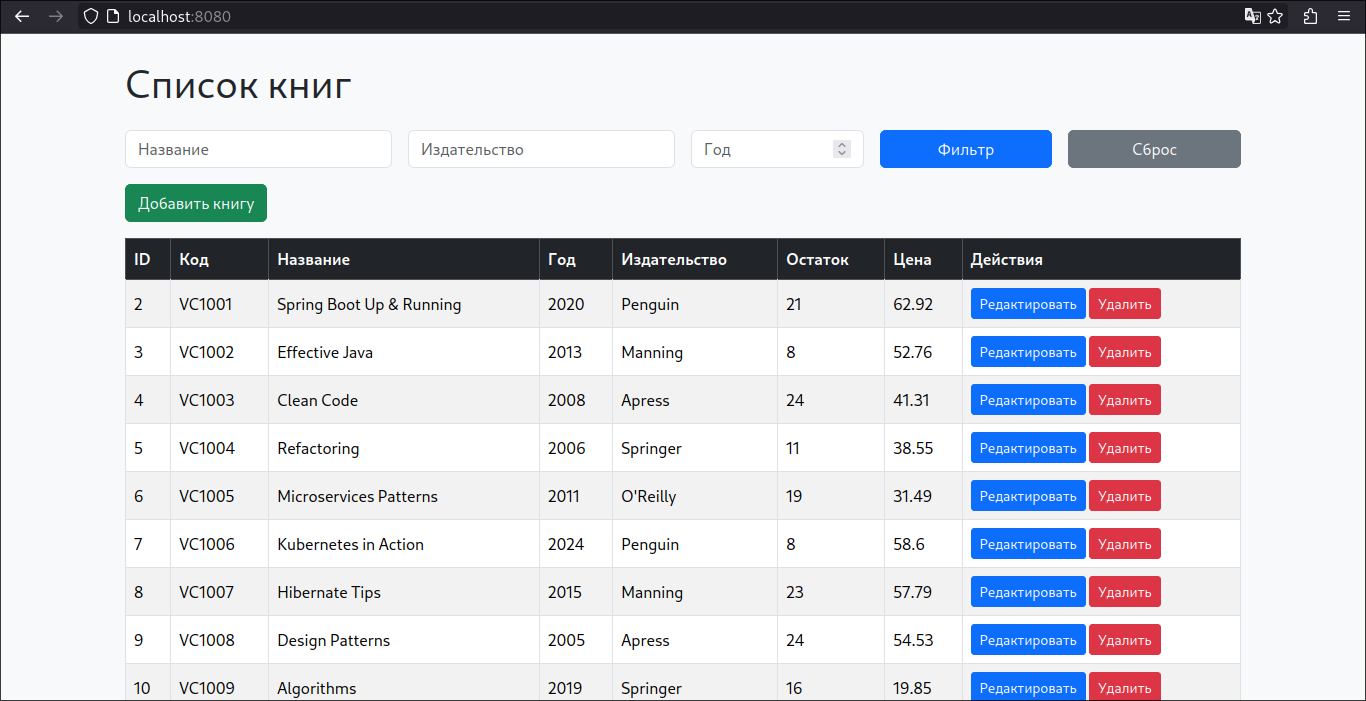 localhost:8080
Список книг
Название Издательство Год Фильтр Сброс
Добавить книгу
ID Код Название Год Издательство Остаток Цена Действия
2 VC1001 Spring Boot Up & Running 2020 Penguin 21 62.92 Редактировать Удалить
3 VC1002 Effective Java 2013 Manning 8 52.76 Редактировать Удалить
4 VC1003 Clean Code 2008 Apress 24 41.31 Редактировать Удалить
5 VC1004 Refactoring 2006 Springer 11 38.55 Редактировать Удалить
6 VC1005 Microservices Patterns 2011 O'Reilly 19 31.49 Редактировать Удалить
7 VC1006 Kubernetes in Action 2024 Penguin 8 58.6 Редактировать Удалить
8 VC1007 Hibernate Tips 2015 Manning 23 57.79 Редактировать Удалить
9 VC1008 Design Patterns 2005 Apress 24 54.53 Редактировать Удалить
10 VC1009 Algorithms 2019 Springer 16 19.85 Редактировать Удалить